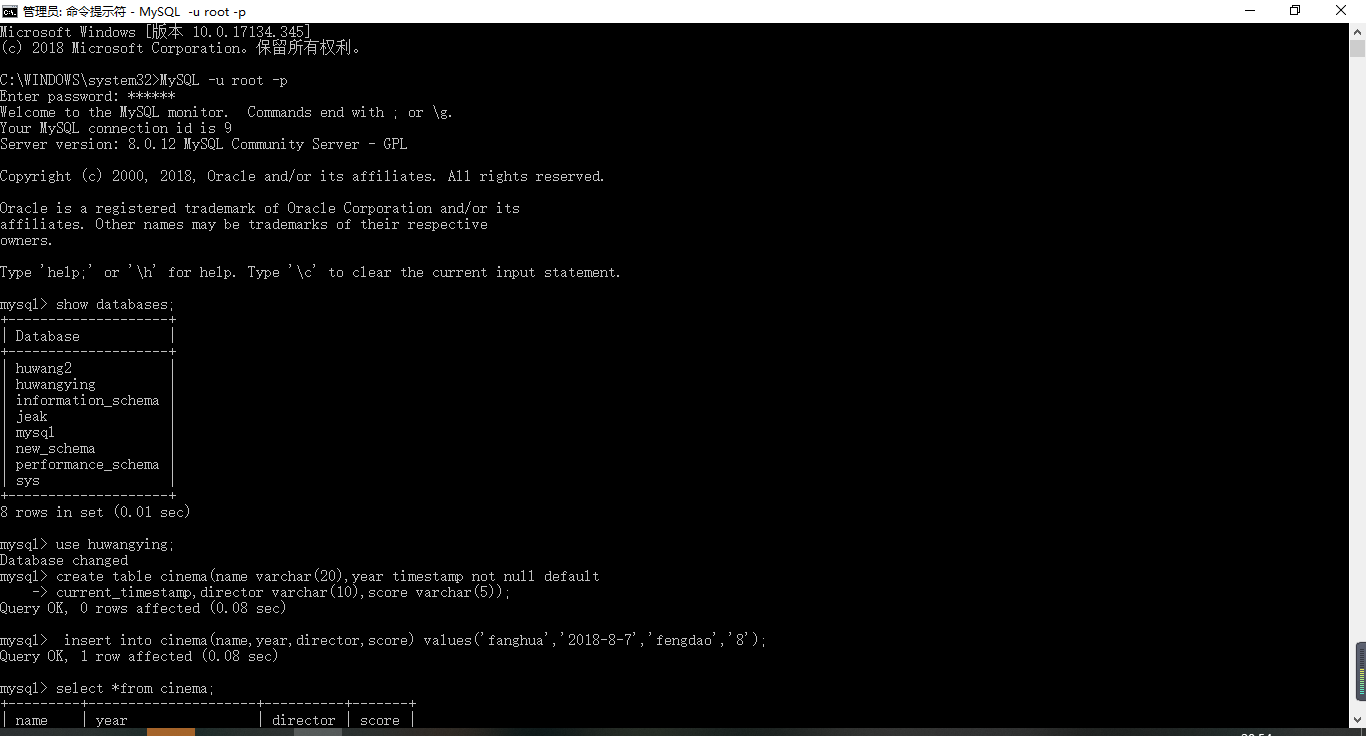 管理员: 命令提示符 - MySQL  -u root -p
Microsoft Windows [版本 10.0.17134.345]
(c) 2018 Microsoft Corporation。保留所有权利。
C:\WINDOWS\system32>MySQL -u root -p
Enter password: ******
Welcome to the MySQL monitor.  Commands end with ; or \g.
Your MySQL connection id is 9
Server version: 8.0.12 MySQL Community Server - GPL
Copyright (c) 2000, 2018, Oracle and/or its affiliates. All rights reserved.
Oracle is a registered trademark of Oracle Corporation and/or its
affiliates. Other names may be trademarks of their respective
owners.
Type 'help;' or '\h' for help. Type '\c' to clear the current input statement.
mysql> show databases;
+--------------------+
| Database           |
+--------------------+
| huwang2            |
| huwangying         |
| information_schema |
| jeak               |
| mysql              |
| new_schema         |
| performance_schema |
| sys                |
+--------------------+
8 rows in set (0.01 sec)
mysql> use huwangying;
Database changed
mysql> create table cinema(name varchar(20),year timestamp not null default
    -> current_timestamp,director varchar(10),score varchar(5));
Query OK, 0 rows affected (0.08 sec)
mysql>  insert into cinema(name,year,director,score) values('fanghua','2018-8-7','fengdao','8');
Query OK, 1 row affected (0.08 sec)
mysql> select *from cinema;
+---------+---------------------+----------+-------+
| name    | year                | director | score |